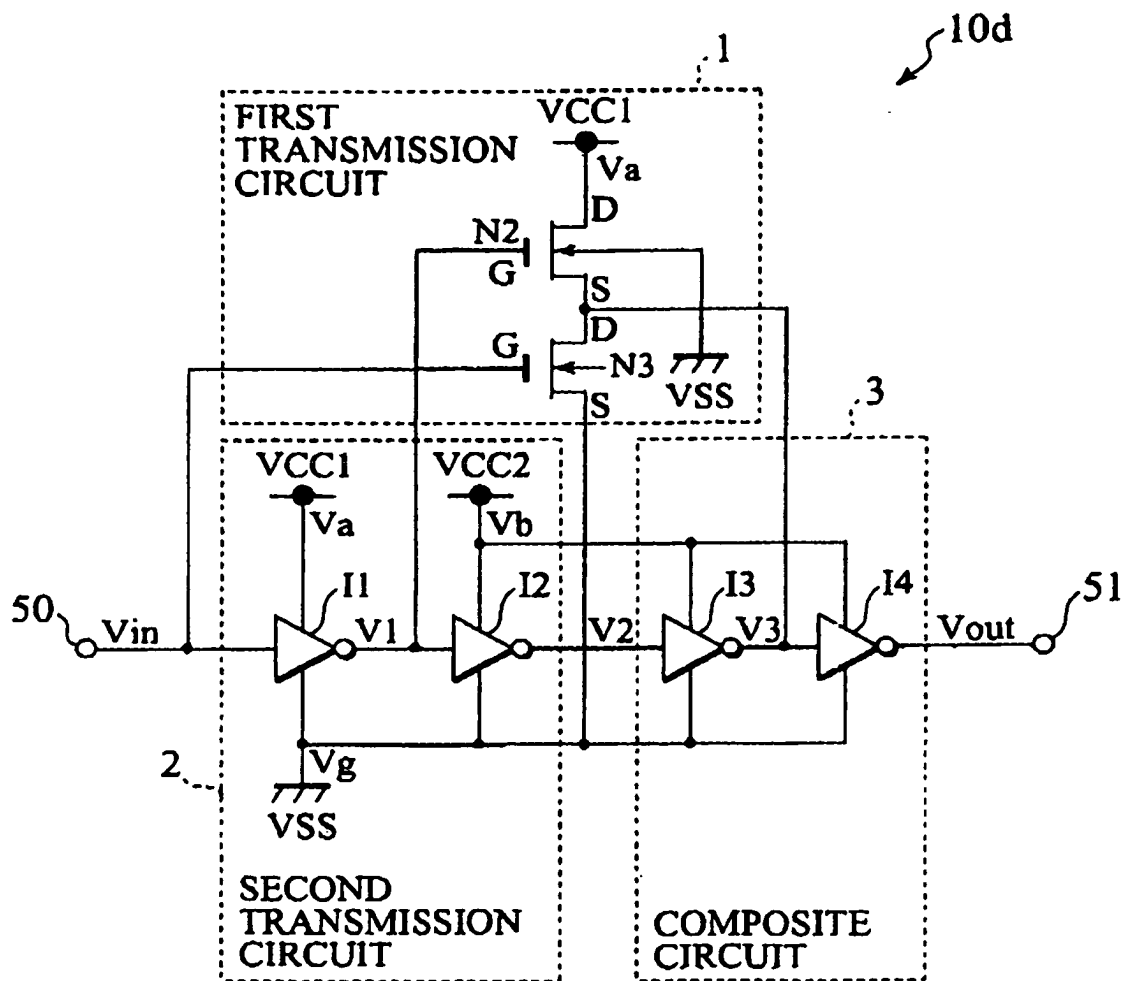 10d
1
FIRST
TRANSMISSION
CIRCUIT
VCC1
Va
D
N2
G
S
D
G
N3
VSS
S
3
VCC1
VCC2
Va
Vb
I1
I2
I3
I4
50
51
Vin
V1
V2
V3
Vout
2
Vg
VSS
SECOND
TRANSMISSION
CIRCUIT
COMPOSITE
CIRCUIT